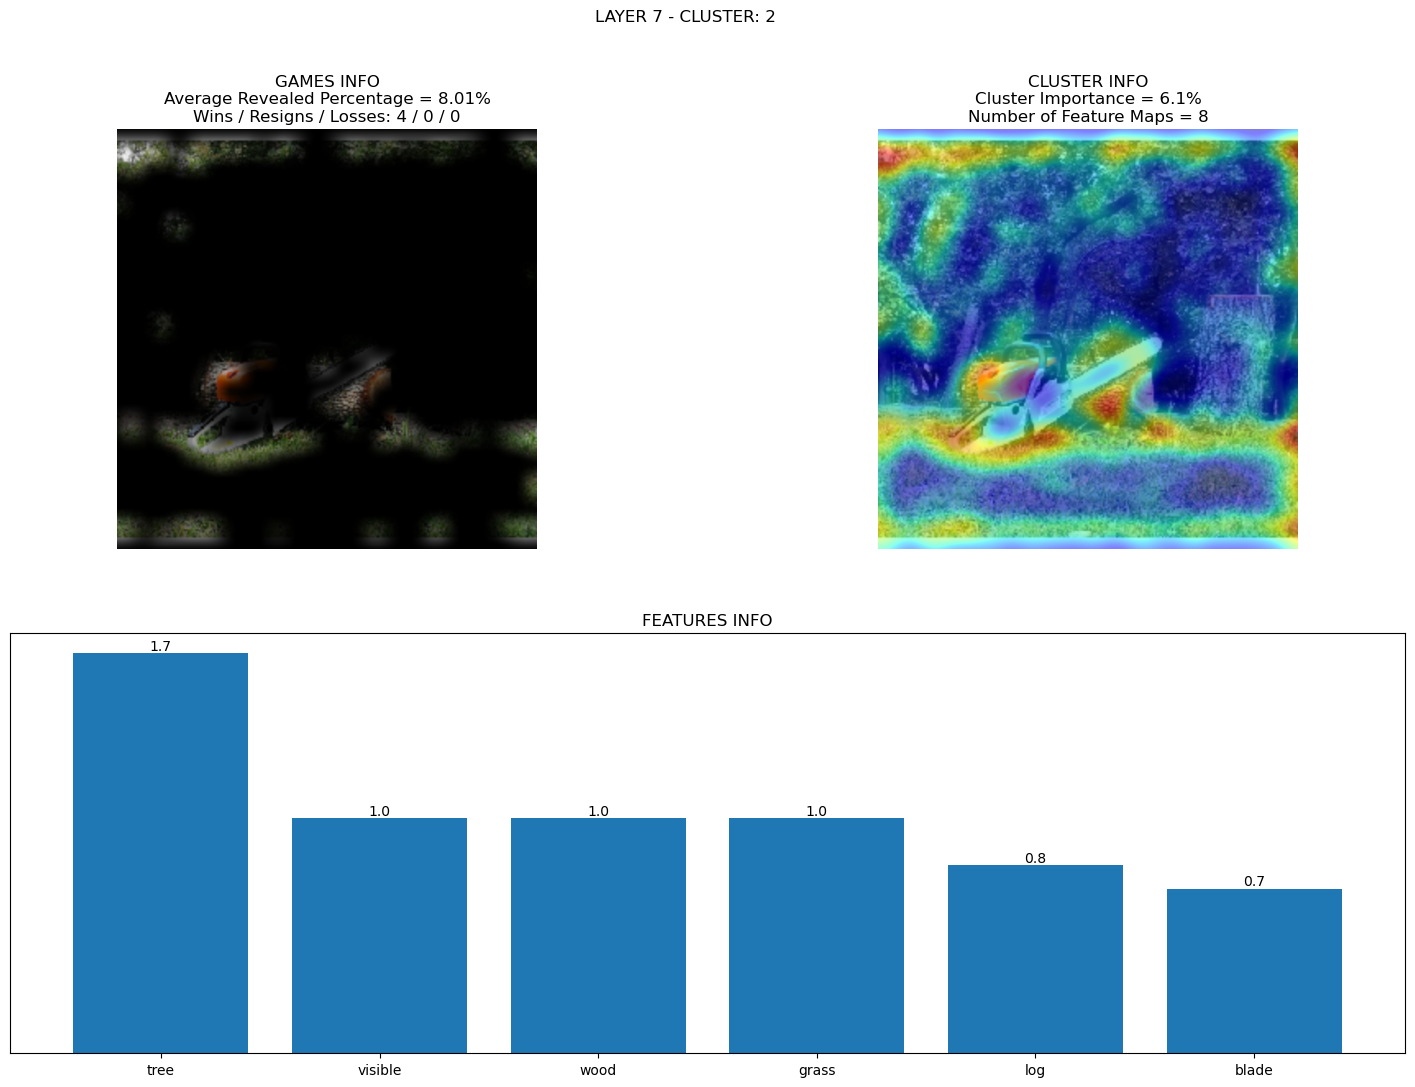 LAYER 7 - CLUSTER: 2
GAMES INFO
Average Revealed Percentage = 8.01%
Wins / Resigns / Losses: 4 / 0 / 0
CLUSTER INFO
Cluster Importance = 6.1%
Number of Feature Maps = 8
FEATURES INFO
1.7
1.0
1.0
1.0
0.8
0.7
tree
visible
wood
grass
log
blade